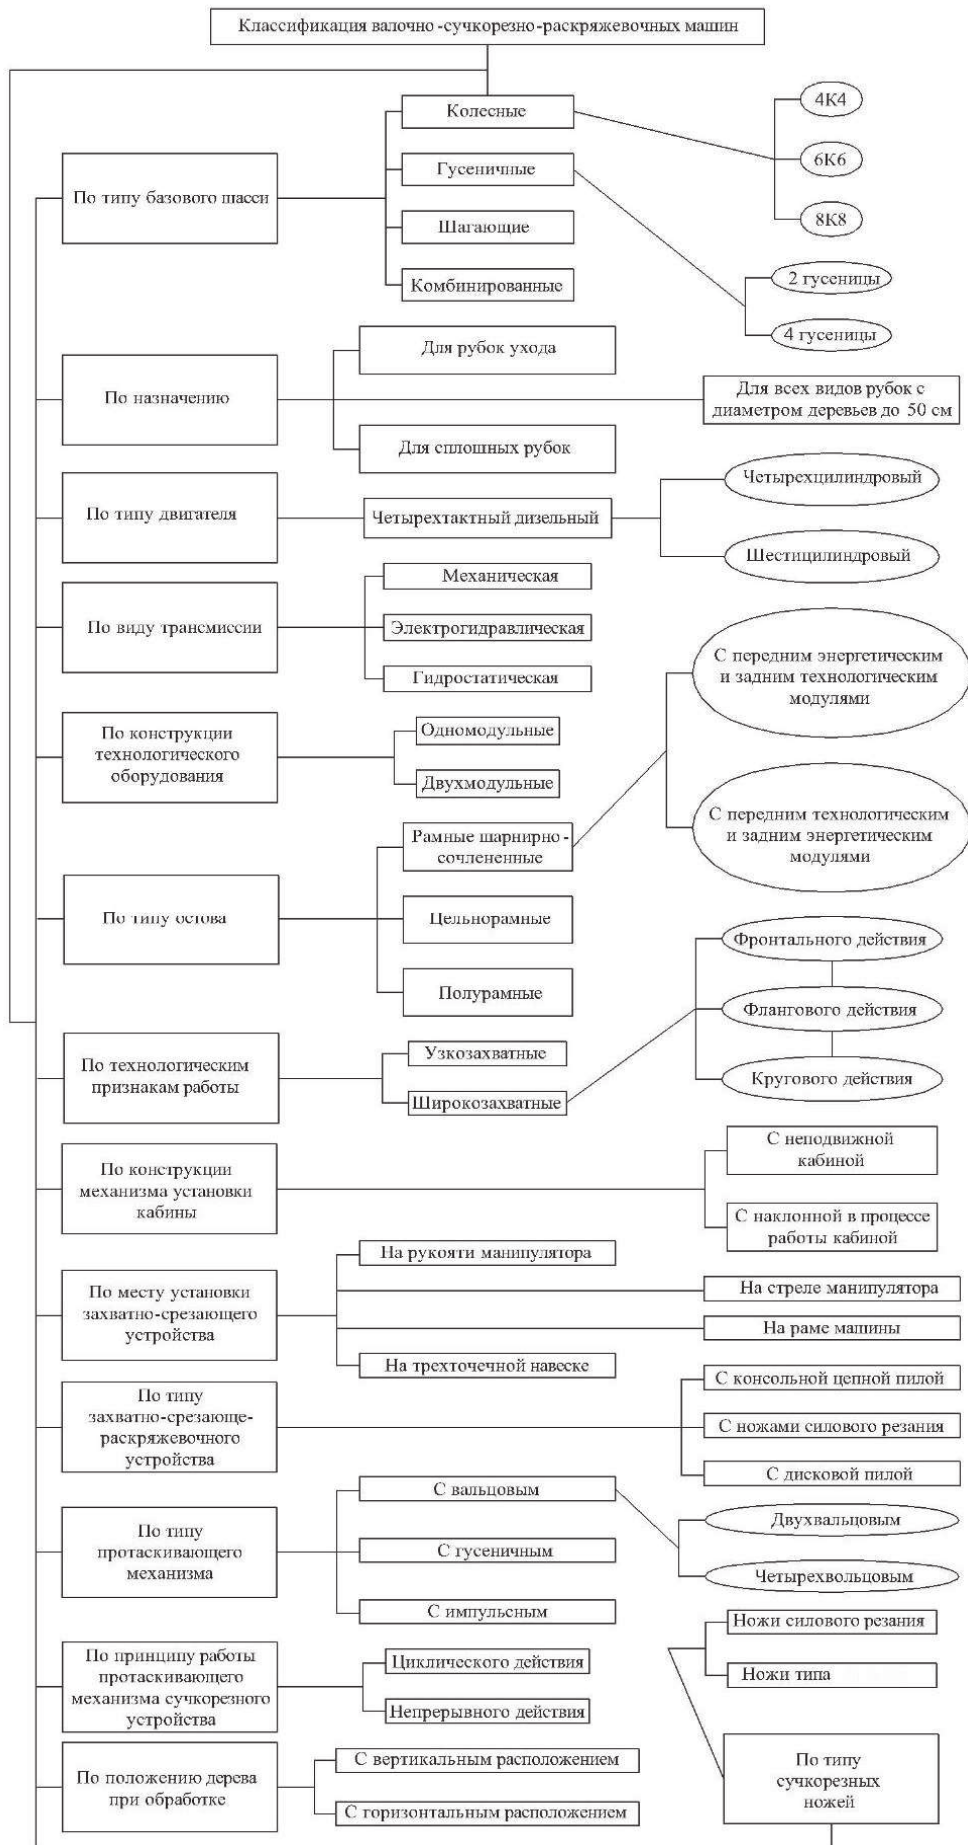 Классификация валочно-сучкорезно-раскряжевочных машин
По типу базового шасси
Колесные
Гусеничные
Шагающие
Комбинированные
4К4
6К6
8К8
2 гусеницы
4 гусеницы
По назначению
Для рубок ухода
Для всех видов рубок с
диаметром деревьев до 50 см
Для сплошных рубок
По типу двигателя
Четырехтактный дизельный
Четырехцилиндровый
Шестицилиндровый
По виду трансмиссии
Механическая
Электрогидравлическая
Гидростатическая
По конструкции
технологического
оборудования
Одномодульные
Двухмодульные
По типу остова
Рамные шарнирно-
сочлененные
Цельнорамные
Полурамные
С передним энергетическим
и задним технологическим
модулями
С передним технологическим
и задним энергетическим
модулями
По технологическим
признакам работы
Узкозахватные
Широкозахватные
Фронтального действия
Флангового действия
Кругового действия
По конструкции
механизма установки
кабины
С неподвижной
кабиной
С наклонной в процессе
работы кабиной
По месту установки
захватно-срезающего
устройства
На рукояти манипулятора
На стреле манипулятора
На раме машины
На трехточечной навеске
По типу
захватно-срезающе-
раскряжевочного
устройства
С консольной цепной пилой
С ножами силового резания
С дисковой пилой
По типу
протаскивающего
механизма
С вальцовым
С гусеничным
С импульсным
Двухвальцовым
Четырехвольцовым
По принципу работы
протаскивающего
механизма сучкорезного
устройства
Циклического действия
Непрерывного действия
Ножи силового резания
Ножи типа
По типу
сучкорезных
ножей
По положению дерева
при обработке
С вертикальным расположением
С горизонтальным расположением